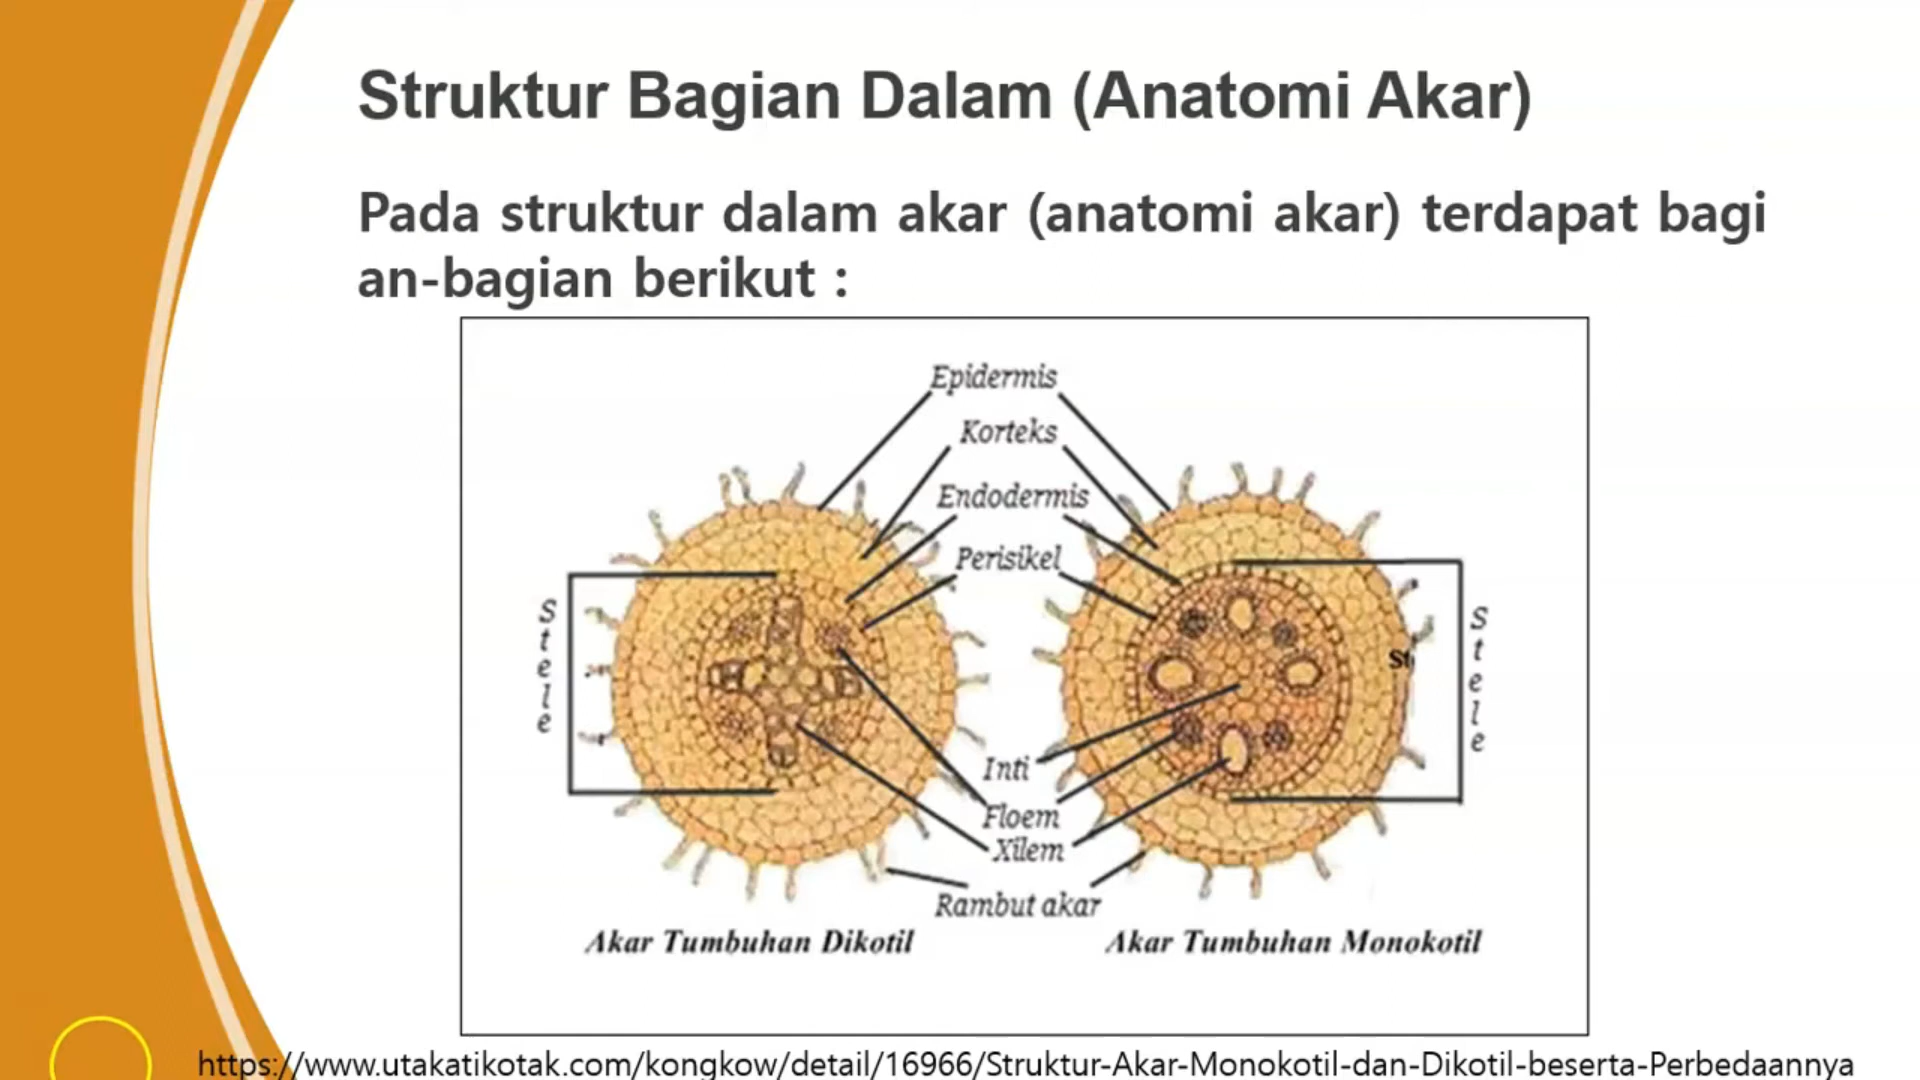 Struktur Bagian Dalam (Anatomi Akar)
Pada struktur dalam akar (anatomi akar) terdapat bagi
an-bagian berikut :
Epidermis
Korteks
Endodermis
Perisikel
Stele
Stele
St
Inti
Floem
Xilem
Rambut akar
Akar Tumbuhan Dikotil
Akar Tumbuhan Monokotil
https://www.utakatikotak.com/kongkow/detail/16966/Struktur-Akar-Monokotil-dan-Dikotil-beserta-Perbedaannya